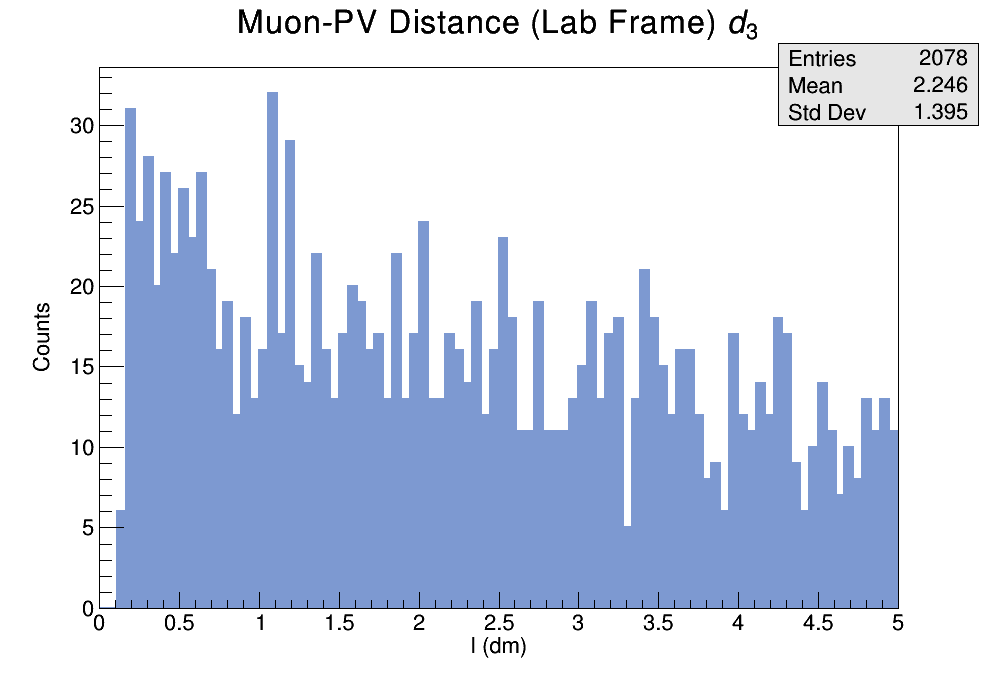 Muon-PV Distance (Lab Frame) d3
Entries 2078
Mean 2.246
Std Dev 1.395
30
25
20
15
10
5
0
Counts
0 0.5 1 1.5 2 2.5 3 3.5 4 4.5 5
l (dm)